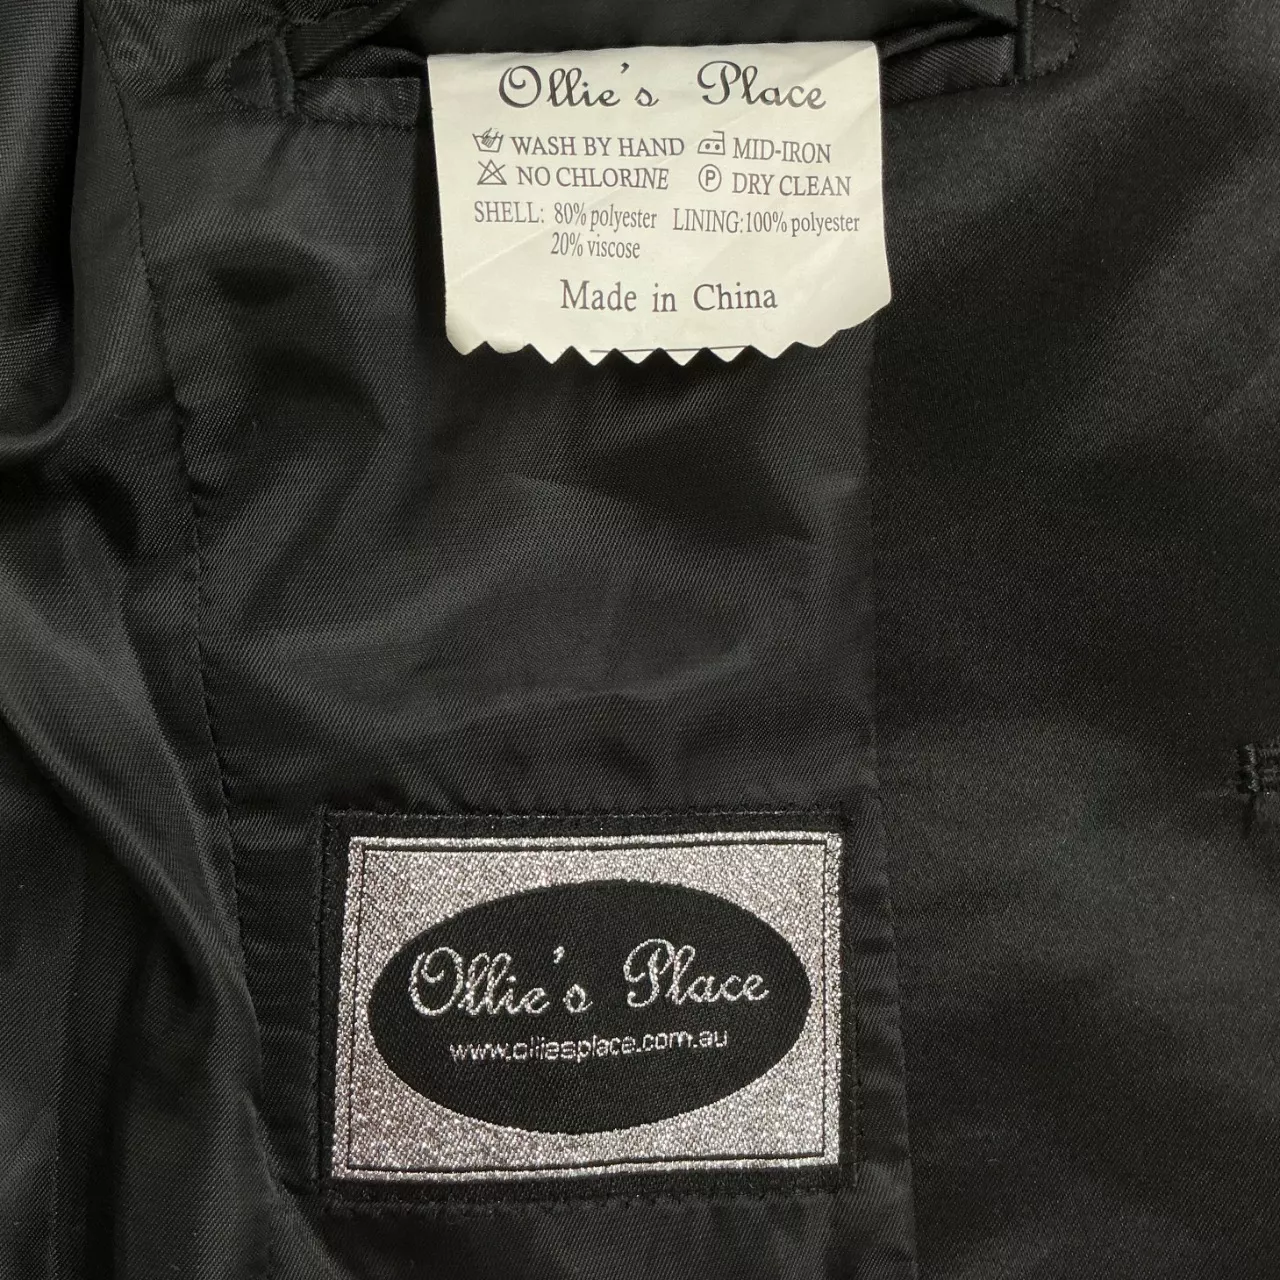 Ollie's Place
WASH BY HAND MID-IRON
NO CHLORINE P DRY CLEAN
SHELL: 80% polyester LINING:100% polyester
20% viscose
Made in China
Ollie's Place
www.olliesplace.com.au